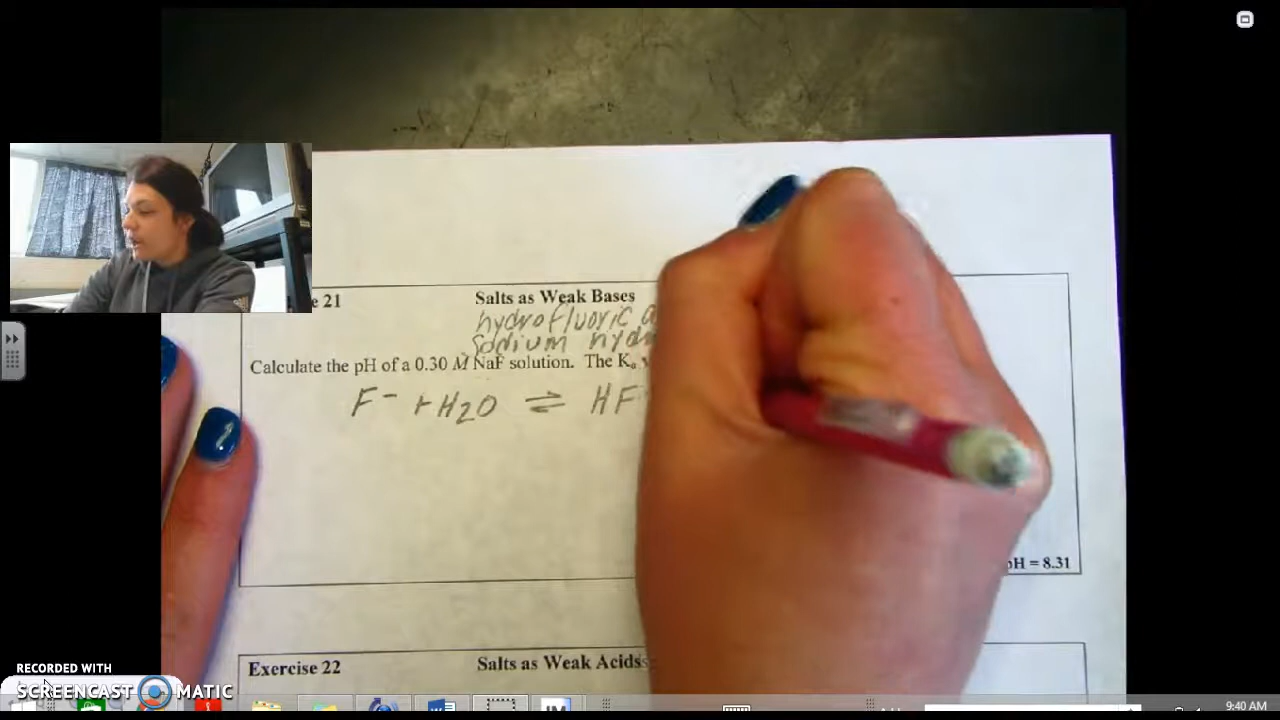 e 21
Salts as Weak Bases
hydrofluoric a
sodium hydr
Calculate the pH of a 0.30 M NaF solution. The Ka
F⁻ + H2O ⇌ HF
pH = 8.31
Exercise 22
Salts as Weak Acids
RECORDED WITH
SCREENCAST MATIC
9:40 AM